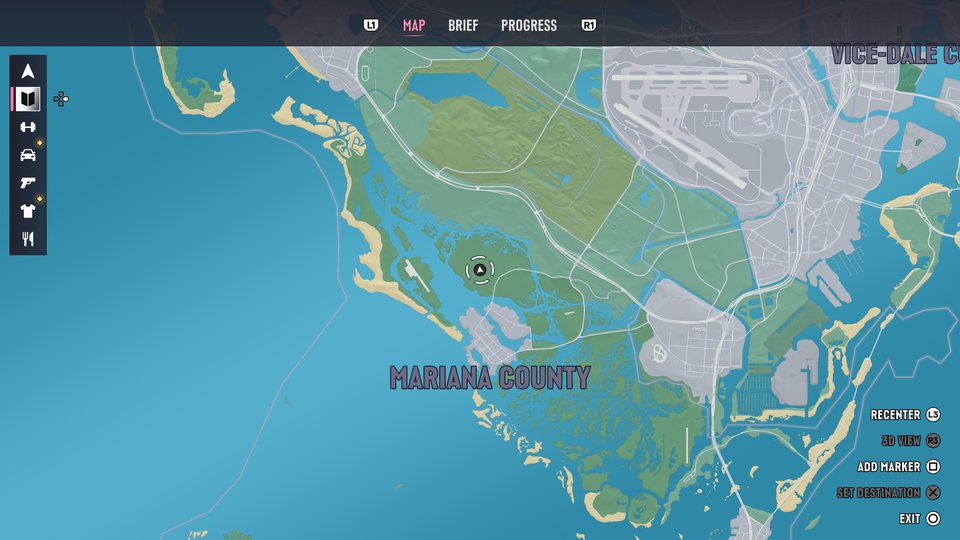 L1 MAP BRIEF PROGRESS R1
VICE-DALE C
MARIANA COUNTY
RECENTER L3
3D VIEW R3
ADD MARKER
SET DESTINATION
EXIT